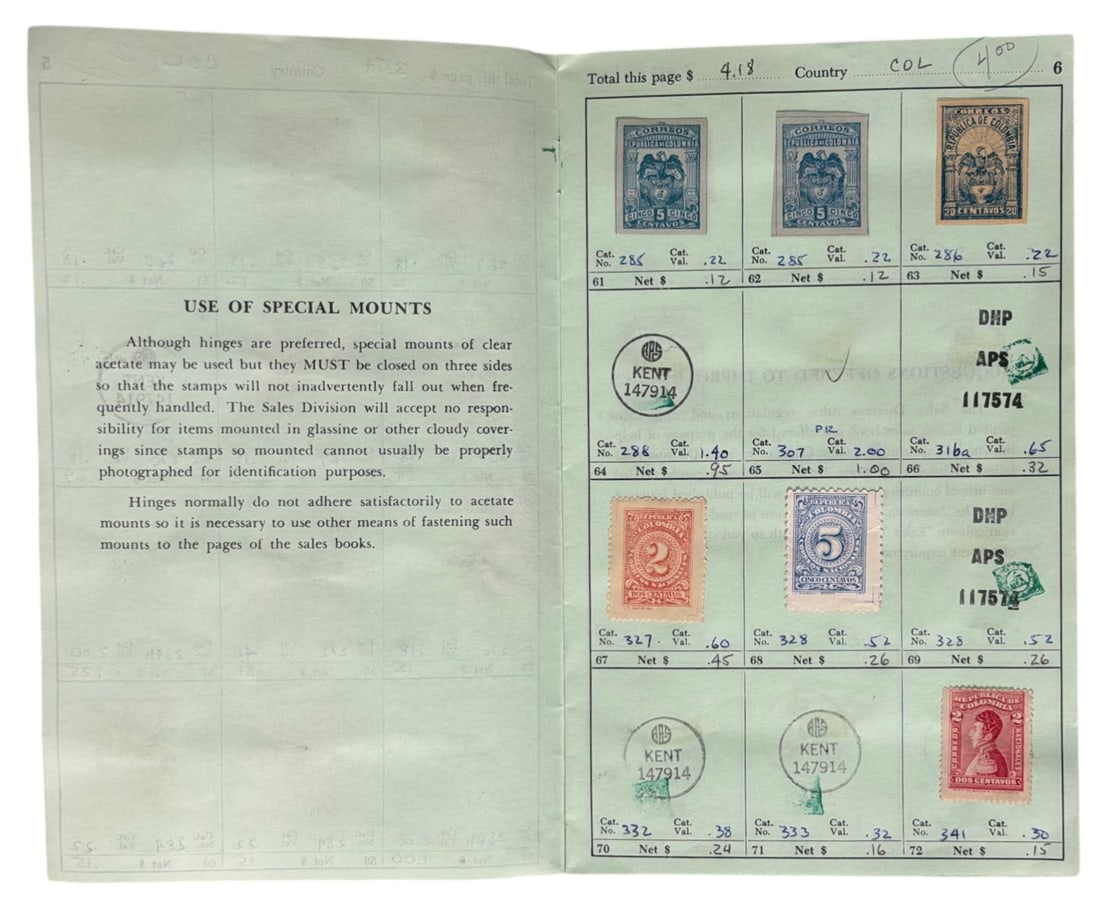 USE OF SPECIAL MOUNTS
Although hinges are preferred, special mounts of clear
acetate may be used but they MUST be closed on three sides
so that the stamps will not inadvertently fall out when fre-
quently handled. The Sales Division will accept no respon-
sibility for items mounted in glassine or other cloudy cover-
ings since stamps so mounted cannot usually be properly
photographed for identification purposes.
Hinges normally do not adhere satisfactorily to acetate
mounts so it is necessary to use other means of fastening such
mounts to the pages of the sales books.
Total this page $ 4.18 Country COL 4.00 6
CORREOS
REPUBLICA DE COLOMBIA
CINCO 5 CINCO
CENTAVOS
CORREOS
REPUBLICA DE COLOMBIA
CINCO 5 CINCO
CENTAVOS
CORREOS
REPUBLICA DE COLOMBIA
20 CENTAVOS 20
Cat. No. 285 Cat. Val. .22
61 Net $ .12
Cat. No. 285 Cat. Val. .22
62 Net $ .12
Cat. No. 286 Cat. Val. .22
63 Net $ .15
APS
KENT
147914
DHP
APS
117574
Cat. No. 288 Cat. Val. 1.40
64 Net $ .95
PR
Cat. No. 307 Cat. Val. 2.00
65 Net $ 1.00
Cat. No. 316a Cat. Val. .65
66 Net $ .32
REPUBLICA DE
COLOMBIA
2
CORREOS NACIONALES
DOS CENTAVOS
REPUBLICA DE
COLOMBIA
5
CINCO CENTAVOS
DHP
APS
117574
Cat. No. 327. Cat. Val. .60
67 Net $ .45
Cat. No. 328 Cat. Val. .52
68 Net $ .26
Cat. No. 328 Cat. Val. .52
69 Net $ .26
APS
KENT
147914
APS
KENT
147914
REPUBLICA DE
COLOMBIA
2 2
CORREOS NACIONALES
DOS CENTAVOS
Cat. No. 332 Cat. Val. .38
70 Net $ .24
Cat. No. 333 Cat. Val. .32
71 Net $ .16
Cat. No. 341 Cat. Val. .30
72 Net $ .15